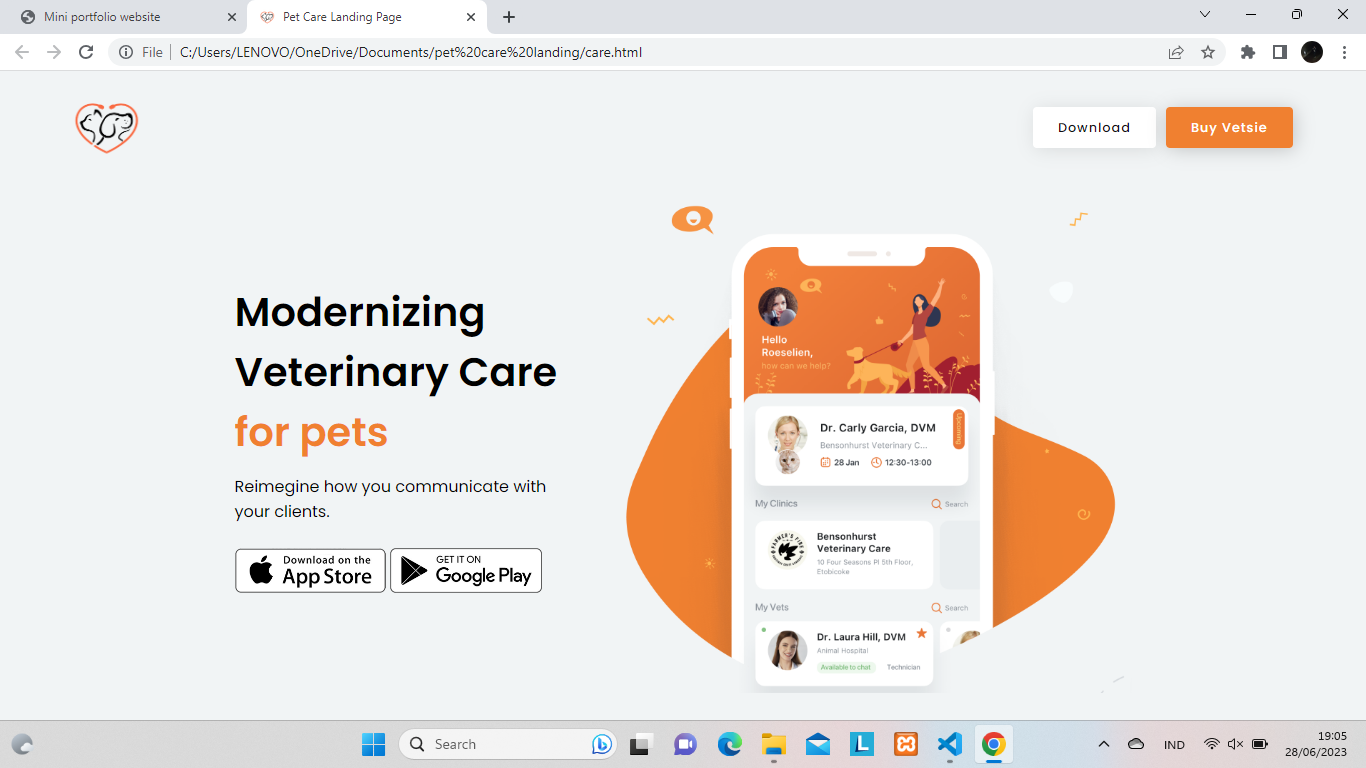 Mini portfolio website
Pet Care Landing Page
File
C:/Users/LENOVO/OneDrive/Documents/pet%20care%20landing/care.html
Download
Buy Vetsie
Modernizing
Veterinary Care
for pets
Reimegine how you communicate with
your clients.
Download on the
App Store
GET IT ON
Google Play
Hello
Roeselien,
how can we help?
Dr. Carly Garcia, DVM
Upcoming
Bensonhurst Veterinary C...
28 Jan
12:30-13:00
My Clinics
Search
Bensonhurst
Veterinary Care
10 Four Seasons Pl 5th Floor,
Etobicoke
My Vets
Search
Dr. Laura Hill, DVM
Animal Hospital
Available to chat
Technician
Search
L
IND
19:05
28/06/2023